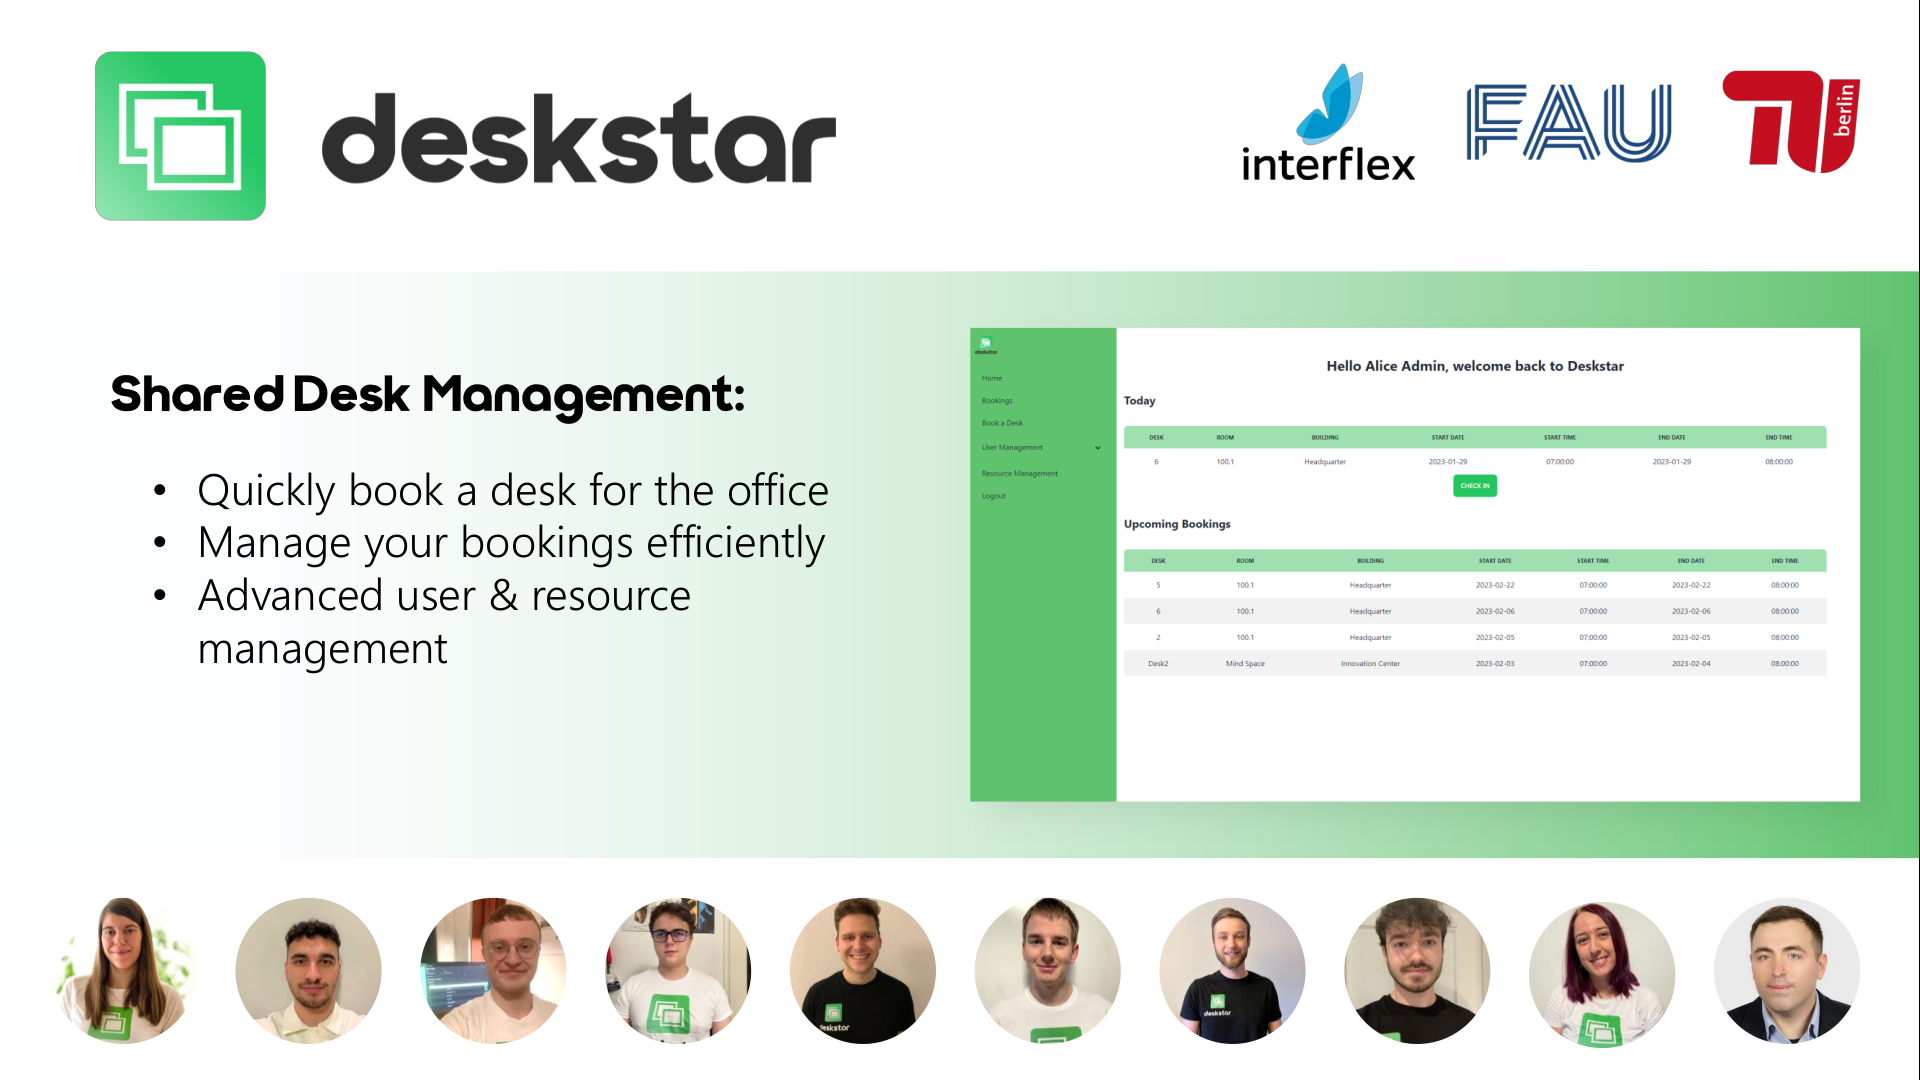 deskstar
interflex
FAU
TU berlin
Shared Desk Management:
• Quickly book a desk for the office
• Manage your bookings efficiently
• Advanced user & resource
management
deskstar
Home
Bookings
Book a Desk
User Management
Resource Management
Logout
Hello Alice Admin, welcome back to Deskstar
Today
DESK ROOM BUILDING START DATE START TIME END DATE END TIME
6 100.1 Headquarter 2023-01-29 07:00:00 2023-01-29 08:00:00
CHECK IN
Upcoming Bookings
DESK ROOM BUILDING START DATE START TIME END DATE END TIME
5 100.1 Headquarter 2023-02-22 07:00:00 2023-02-22 08:00:00
6 100.1 Headquarter 2023-02-06 07:00:00 2023-02-06 08:00:00
2 100.1 Headquarter 2023-02-05 07:00:00 2023-02-05 08:00:00
Desk2 Mind Space Innovation Center 2023-02-03 07:00:00 2023-02-04 08:00:00
deskstar
deskstar